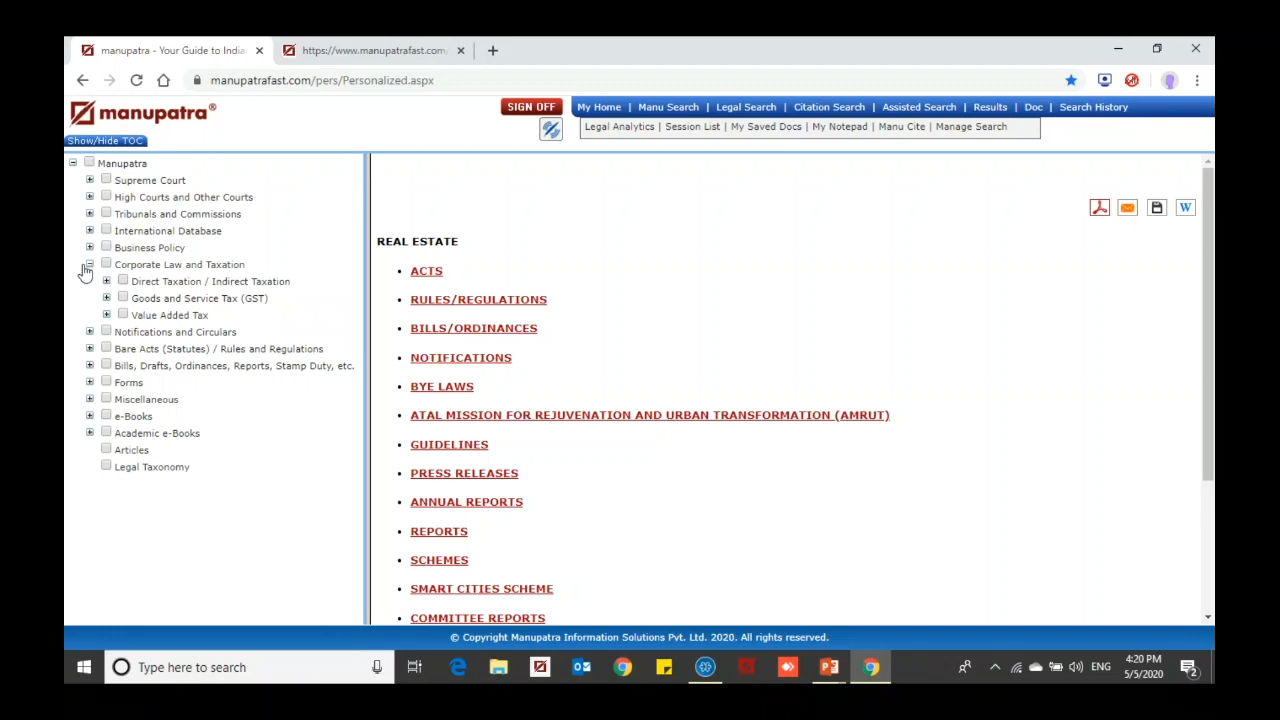 manupatra - Your Guide to India
https://www.manupatrafast.com/
manupatrafast.com/pers/Personalized.aspx
manupatra®
SIGN OFF
My Home | Manu Search | Legal Search | Citation Search | Assisted Search | Results | Doc | Search History
Legal Analytics | Session List | My Saved Docs | My Notepad | Manu Cite | Manage Search
Show/Hide TOC
Manupatra
Supreme Court
High Courts and Other Courts
Tribunals and Commissions
International Database
Business Policy
Corporate Law and Taxation
Direct Taxation / Indirect Taxation
Goods and Service Tax (GST)
Value Added Tax
Notifications and Circulars
Bare Acts (Statutes) / Rules and Regulations
Bills, Drafts, Ordinances, Reports, Stamp Duty, etc.
Forms
Miscellaneous
e-Books
Academic e-Books
Articles
Legal Taxonomy
REAL ESTATE
• ACTS
• RULES/REGULATIONS
• BILLS/ORDINANCES
• NOTIFICATIONS
• BYE LAWS
• ATAL MISSION FOR REJUVENATION AND URBAN TRANSFORMATION (AMRUT)
• GUIDELINES
• PRESS RELEASES
• ANNUAL REPORTS
• REPORTS
• SCHEMES
• SMART CITIES SCHEME
• COMMITTEE REPORTS
© Copyright Manupatra Information Solutions Pvt. Ltd. 2020. All rights reserved.
Type here to search
ENG
4:20 PM
5/5/2020
2